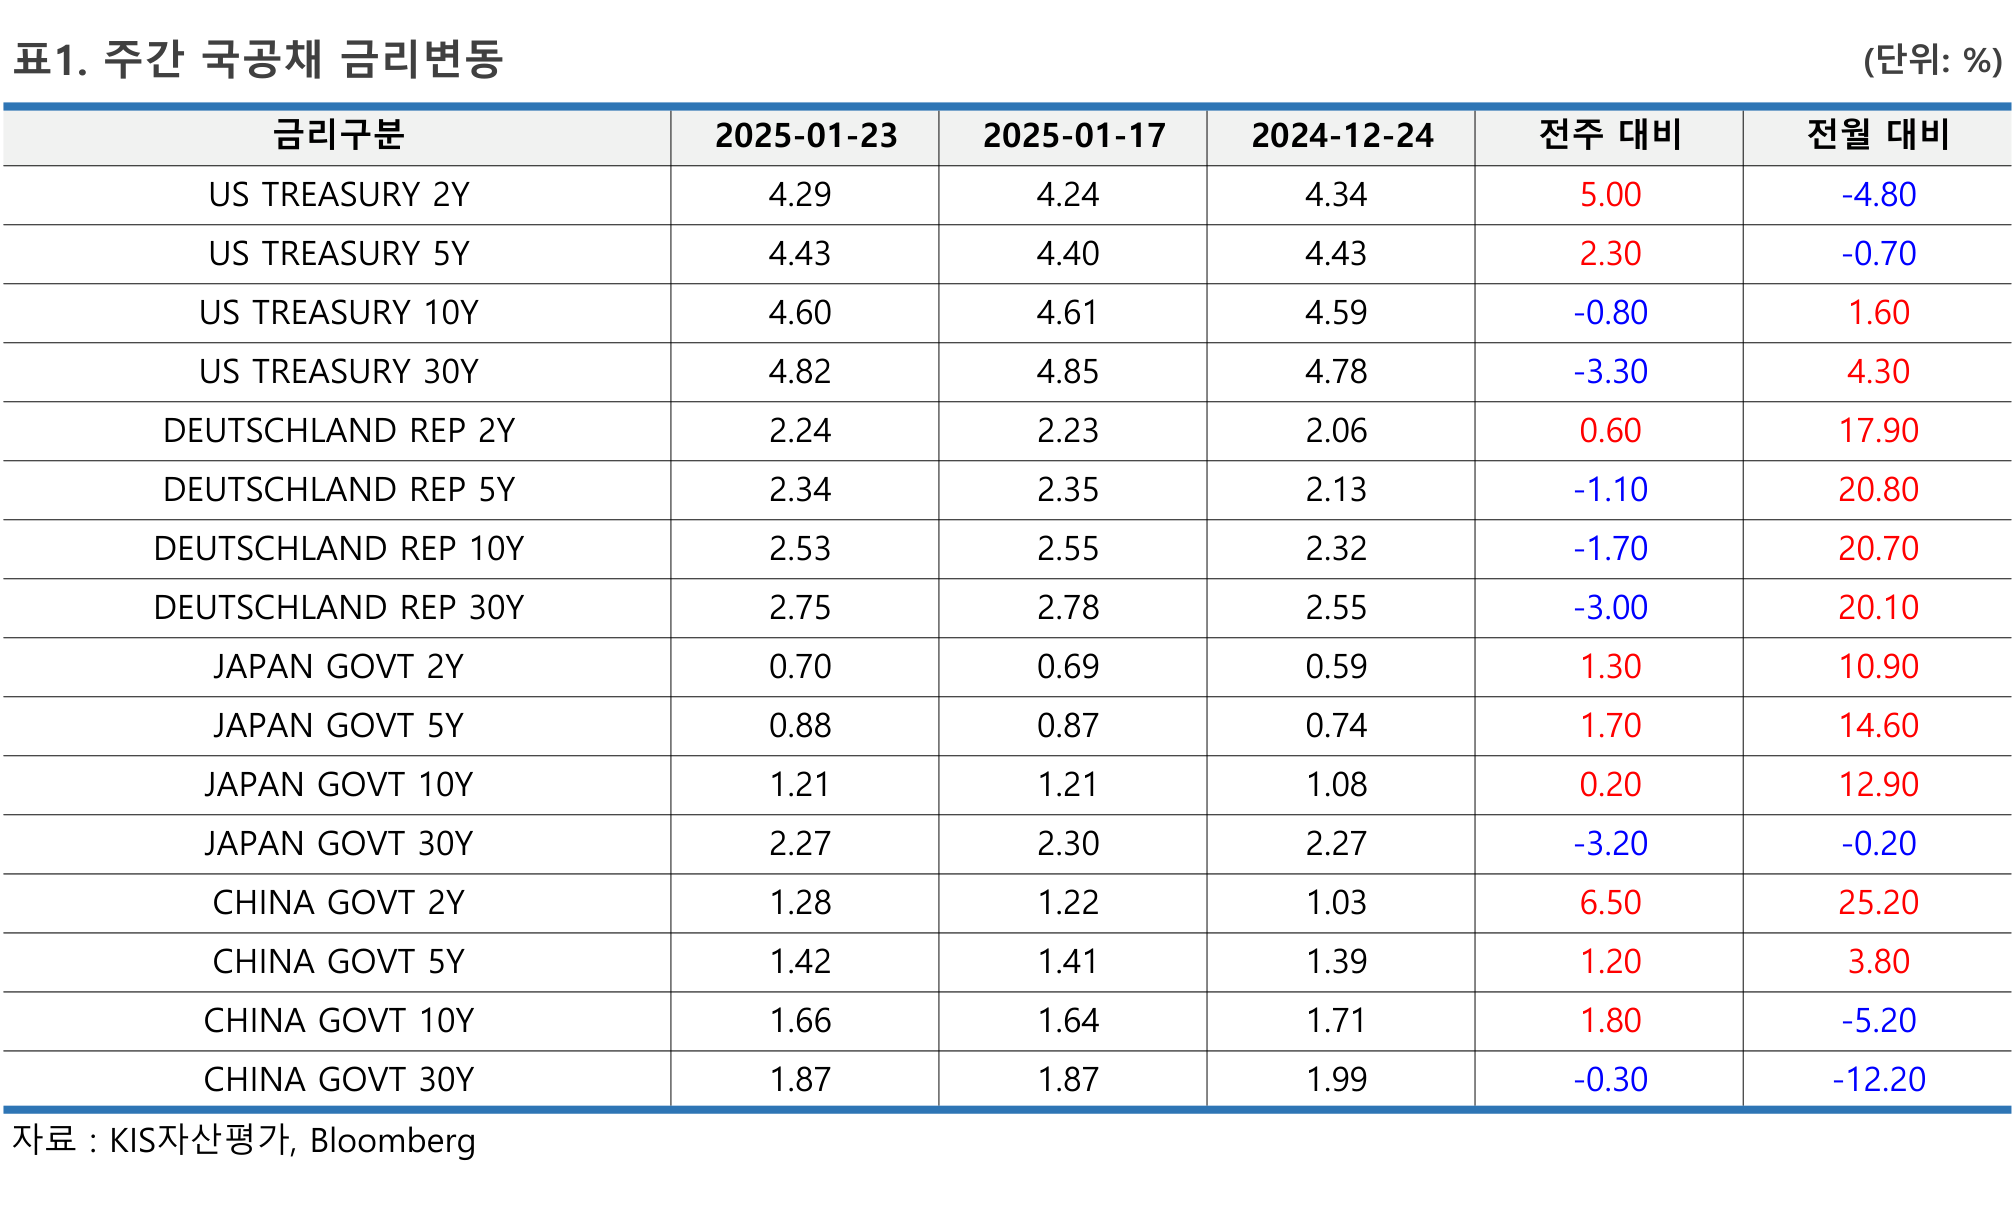 표1. 주간 국공채 금리변동 (단위: %)
금리구분 2025-01-23 2025-01-17 2024-12-24 전주 대비 전월 대비
US TREASURY 2Y 4.29 4.24 4.34 5.00 -4.80
US TREASURY 5Y 4.43 4.40 4.43 2.30 -0.70
US TREASURY 10Y 4.60 4.61 4.59 -0.80 1.60
US TREASURY 30Y 4.82 4.85 4.78 -3.30 4.30
DEUTSCHLAND REP 2Y 2.24 2.23 2.06 0.60 17.90
DEUTSCHLAND REP 5Y 2.34 2.35 2.13 -1.10 20.80
DEUTSCHLAND REP 10Y 2.53 2.55 2.32 -1.70 20.70
DEUTSCHLAND REP 30Y 2.75 2.78 2.55 -3.00 20.10
JAPAN GOVT 2Y 0.70 0.69 0.59 1.30 10.90
JAPAN GOVT 5Y 0.88 0.87 0.74 1.70 14.60
JAPAN GOVT 10Y 1.21 1.21 1.08 0.20 12.90
JAPAN GOVT 30Y 2.27 2.30 2.27 -3.20 -0.20
CHINA GOVT 2Y 1.28 1.22 1.03 6.50 25.20
CHINA GOVT 5Y 1.42 1.41 1.39 1.20 3.80
CHINA GOVT 10Y 1.66 1.64 1.71 1.80 -5.20
CHINA GOVT 30Y 1.87 1.87 1.99 -0.30 -12.20
자료 : KIS자산평가, Bloomberg